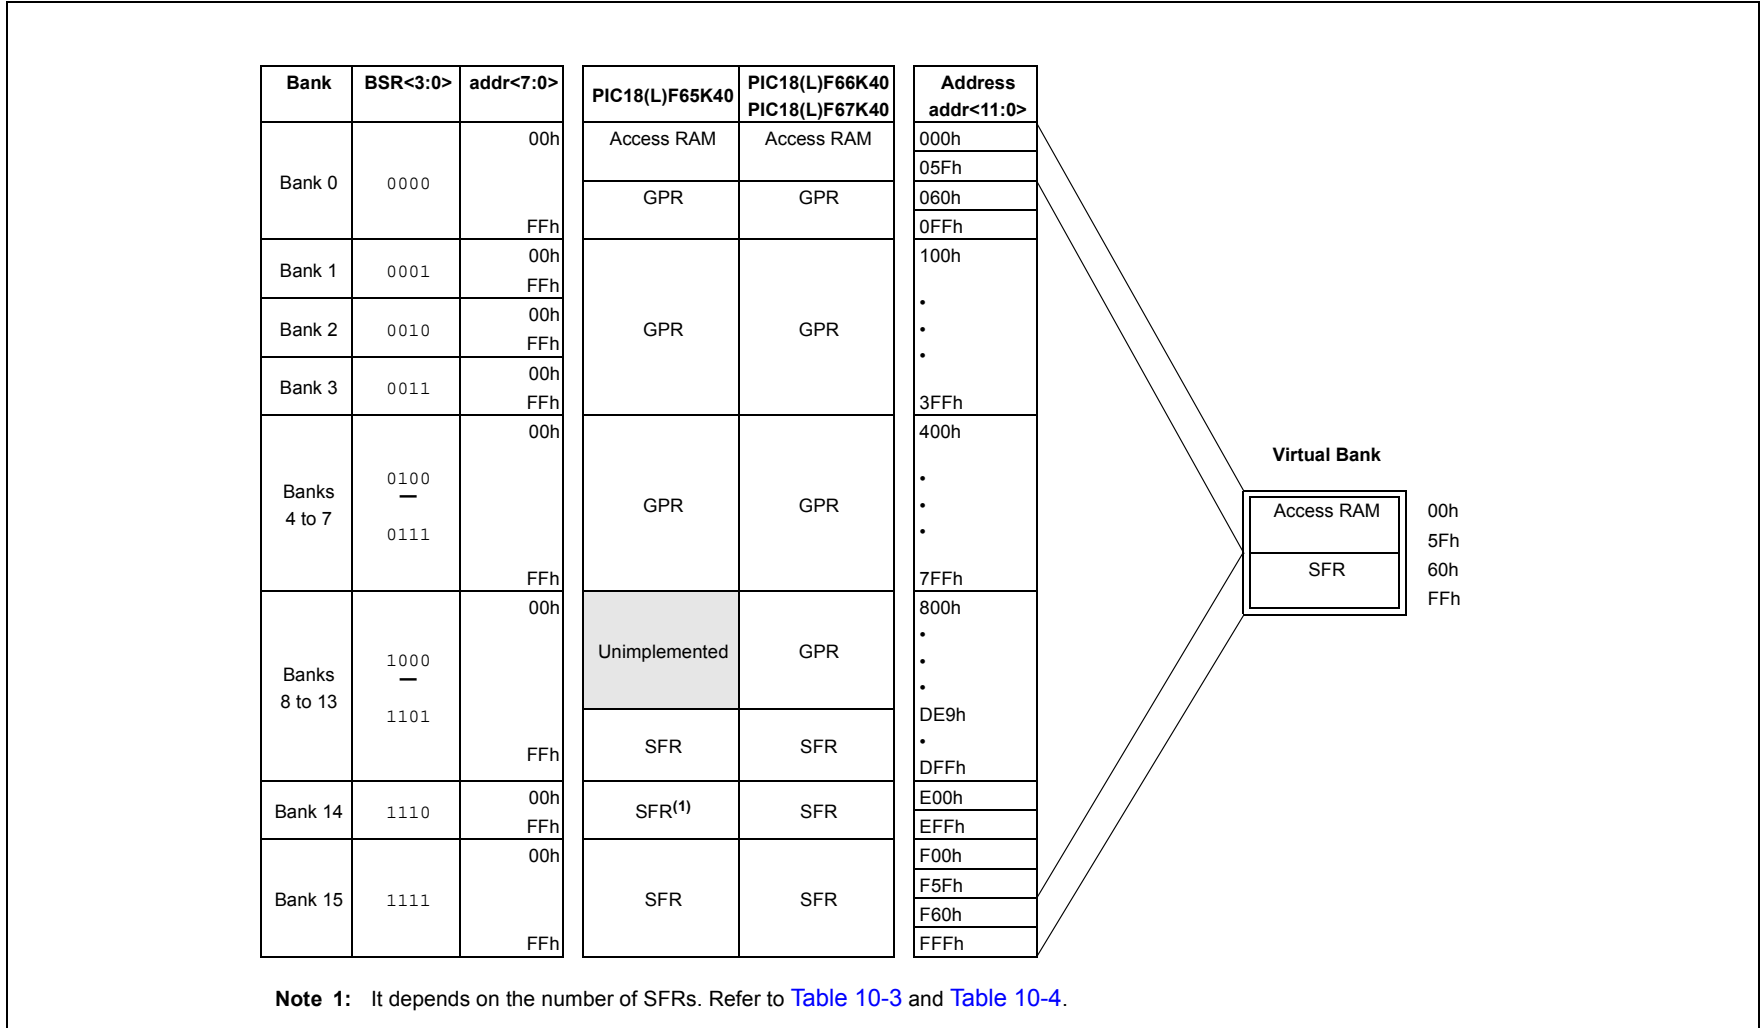 Bank BSR<3:0> addr<7:0> PIC18(L)F65K40 PIC18(L)F66K40 PIC18(L)F67K40 Address addr<11:0>
00h Access RAM Access RAM 000h
05Fh
Bank 0 0000 GPR GPR 060h
FFh 0FFh
Bank 1 0001 00h 100h
FFh
•
Bank 2 0010 00h GPR GPR •
FFh •
Bank 3 0011 00h
FFh 3FFh
00h 400h
Banks 4 to 7 0100 – 0111 GPR GPR •
•
•
FFh 7FFh
00h 800h
•
Banks 8 to 13 1000 – 1101 Unimplemented GPR •
•
DE9h
SFR SFR •
FFh DFFh
Bank 14 1110 00h SFR(1) SFR E00h
FFh EFFh
00h F00h
Bank 15 1111 SFR SFR F5Fh
F60h
FFh FFFh
Virtual Bank
Access RAM 00h
5Fh
SFR 60h
FFh
Note 1: It depends on the number of SFRs. Refer to Table 10-3 and Table 10-4.